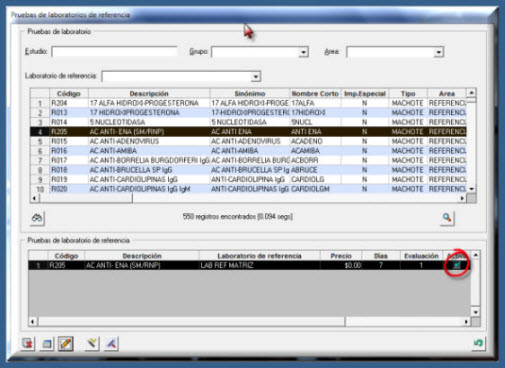 Pruebas de laboratorios de referencia
Pruebas de laboratorio
Estudio: Grupo: Area:
Laboratorio de referencia:
Código Descripción Sinónimo Nombre Corto Imp.Especial Tipo Area
1 R204 17 ALFA HIDROXI-PROGESTERONA 17 ALFA HIDROXI-PROGE 17ALFA N MACHOTE REFERENCI
2 R013 17 HIDROXIPROGESTERONA 17-HIDROXIPROGESTER 17HIDROXI N MACHOTE REFERENCI
3 R014 5 NUCLEOTIDASA 5 NUCLEOTIDASA 5NUCL N MACHOTE REFERENCI
4 R205 AC ANTI- ENA (SM/RNP) AC ANTI ENA ANTI ENA N MACHOTE REFERENCI
5 R015 AC ANTI-ADENOVIRUS AC ANTI-ADENOVIRUS ACADENO N MACHOTE REFERENCI
6 R016 AC ANTI-AMIBA AC ANTI-AMIBA ACAMIBA N MACHOTE REFERENCI
7 R017 AC ANTI-BORRELIA BURGDORFERI IgG AC ANTI-BORRELIA BURG ACBORR N MACHOTE REFERENCI
8 R018 AC ANTI-BRUCELLA SP IgG AC ANTI-BRUCELLA SP Ig ABRUCE N MACHOTE REFERENCI
9 R019 AC ANTI-CARDIOLIPINAS IgG ANTI-CARDIOLIPINA IgG CARDIOLG N MACHOTE REFERENCI
10 R020 AC ANTI-CARDIOLIPINAS IgG IgM ANTI-CARDIOLIPINAS IgG CARDIOLGM N MACHOTE REFERENCI
550 registros encontrados [0.094 segs]
Pruebas de laboratorio de referencia
Código Descripción Laboratorio de referencia Precio Días Evaluación
1 R205 AC ANTI- ENA (SM/RNP) LAB REF MATRIZ $0.00 7 1